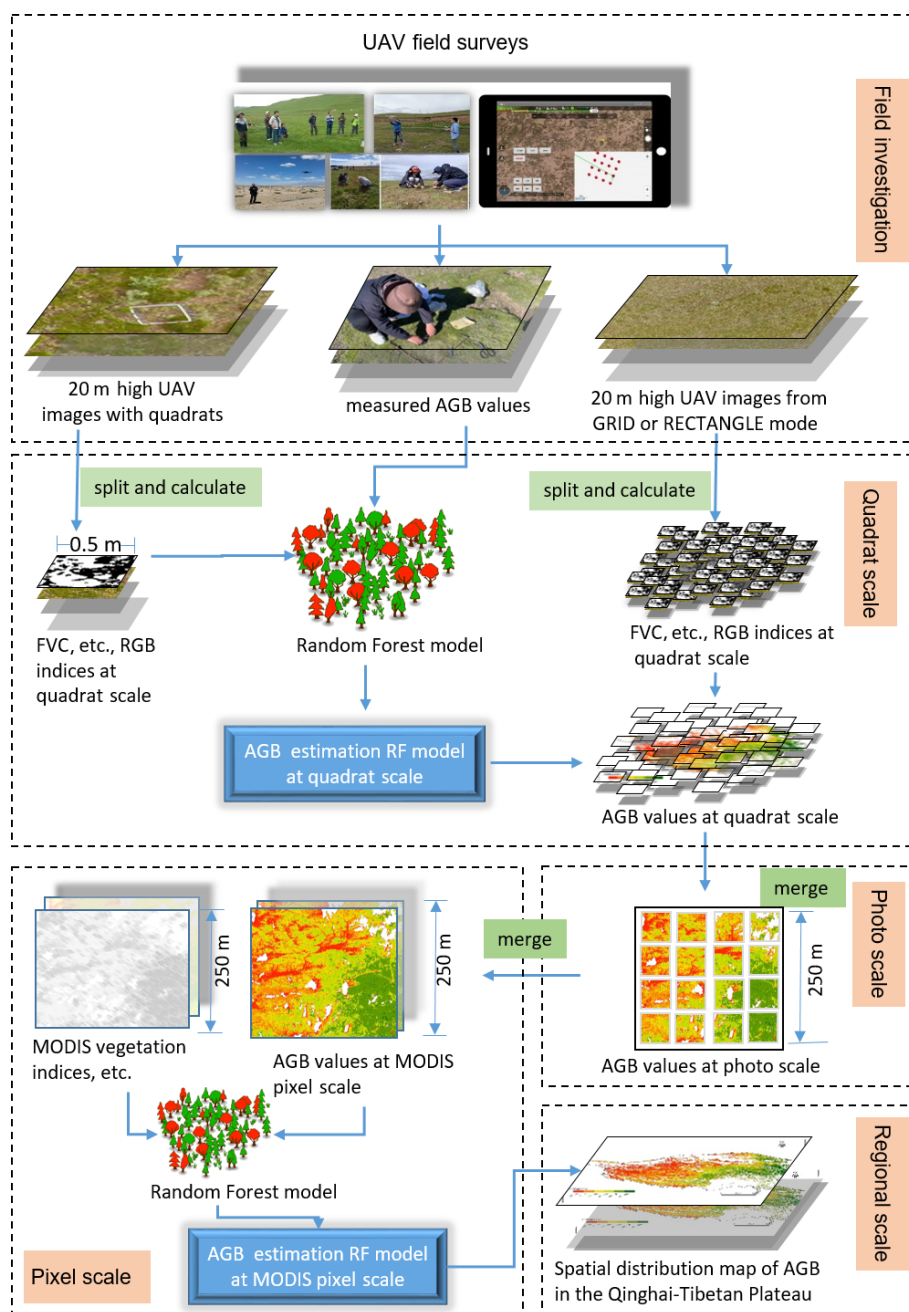 UAV field surveys
Field investigation
20 m high UAV
images with quadrats
measured AGB values
20 m high UAV images from
GRID or RECTANGLE mode
split and calculate
split and calculate
Quadrat scale
0.5 m
FVC, etc., RGB
indices at
quadrat scale
Random Forest model
FVC, etc., RGB indices at
quadrat scale
AGB estimation RF model
at quadrat scale
AGB values at quadrat scale
merge
Photo scale
merge
250 m
250 m
250 m
MODIS vegetation
indices, etc.
AGB values at MODIS
pixel scale
AGB values at photo scale
Random Forest model
Regional scale
AGB estimation RF model
at MODIS pixel scale
Pixel scale
Spatial distribution map of AGB
in the Qinghai-Tibetan Plateau